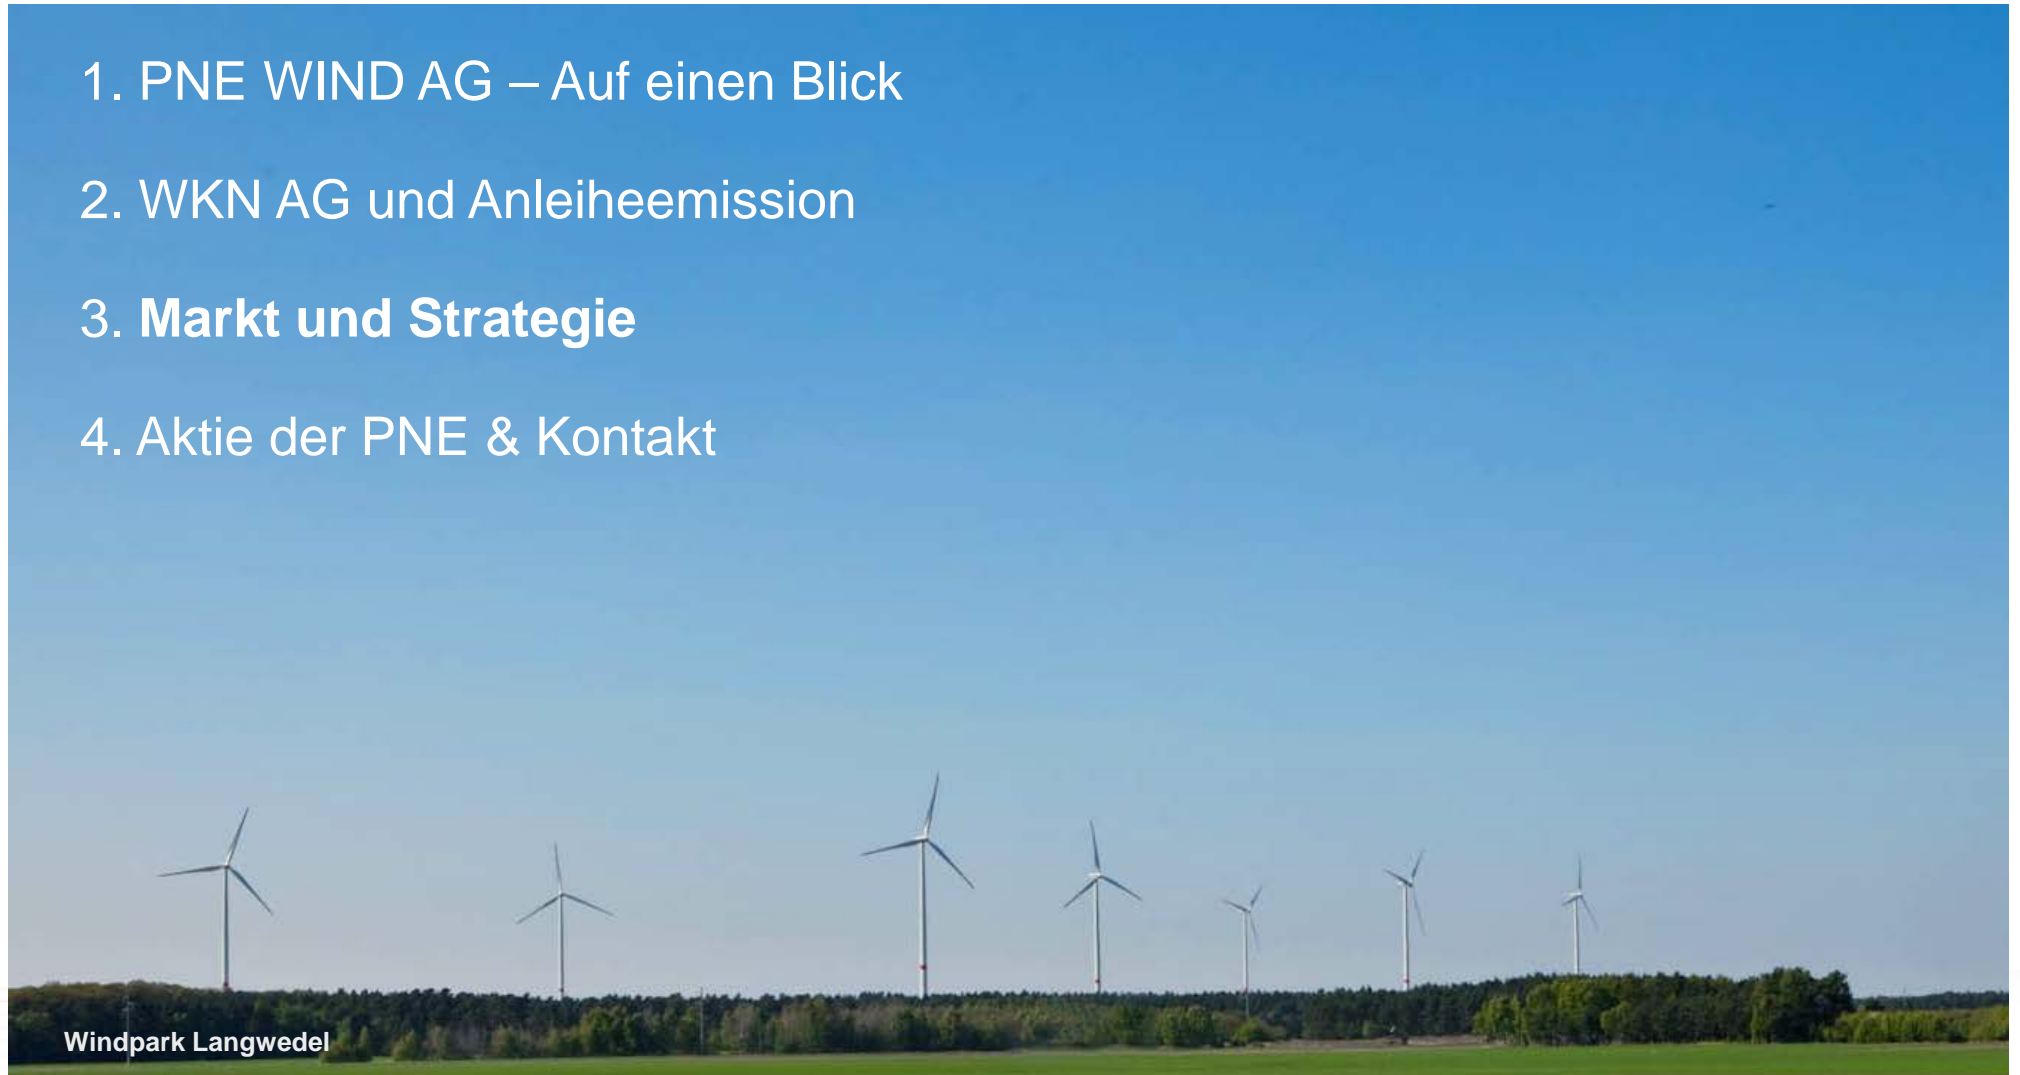 1. PNE WIND AG – Auf einen Blick
2. WKN AG und Anleiheemission
3. Markt und Strategie
4. Aktie der PNE & Kontakt
Windpark Langwedel